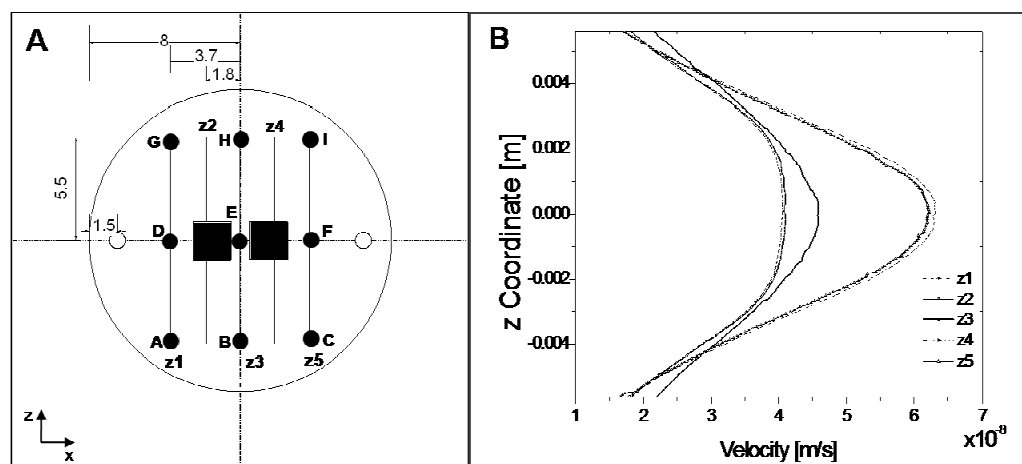 A
8
3.7
1.8
G
z2
H
z4
I
5.5
E
1.5
D
F
A
B
C
z1
z3
z5
z
x
B
z Coordinate [m]
0.004
0.002
0.000
-0.002
-0.004
z1
z2
z3
z4
z5
1 2 3 4 5 6 7
x10⁻⁸
Velocity [m/s]